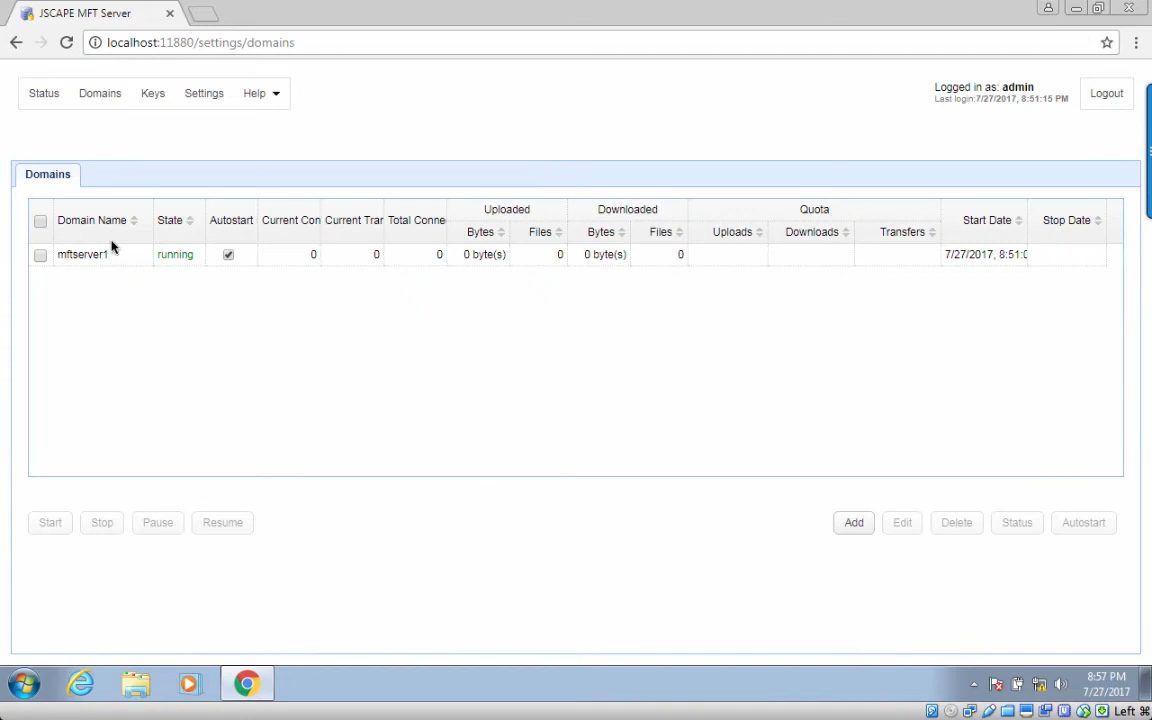 JSCAPE MFT Server
localhost:11880/settings/domains
Status Domains Keys Settings Help
Logged in as: admin
Last login:7/27/2017, 8:51:15 PM
Logout
Domains
Domain Name State Autostart Current Con Current Tra Total Conne Uploaded Downloaded Quota Start Date Stop Date
Bytes Files Bytes Files Uploads Downloads Transfers
mftserver1 running 0 0 0 0 byte(s) 0 0 byte(s) 0 7/27/2017, 8:51:0
Start Stop Pause Resume Add Edit Delete Status Autostart
8:57 PM
7/27/2017
Left ⌘